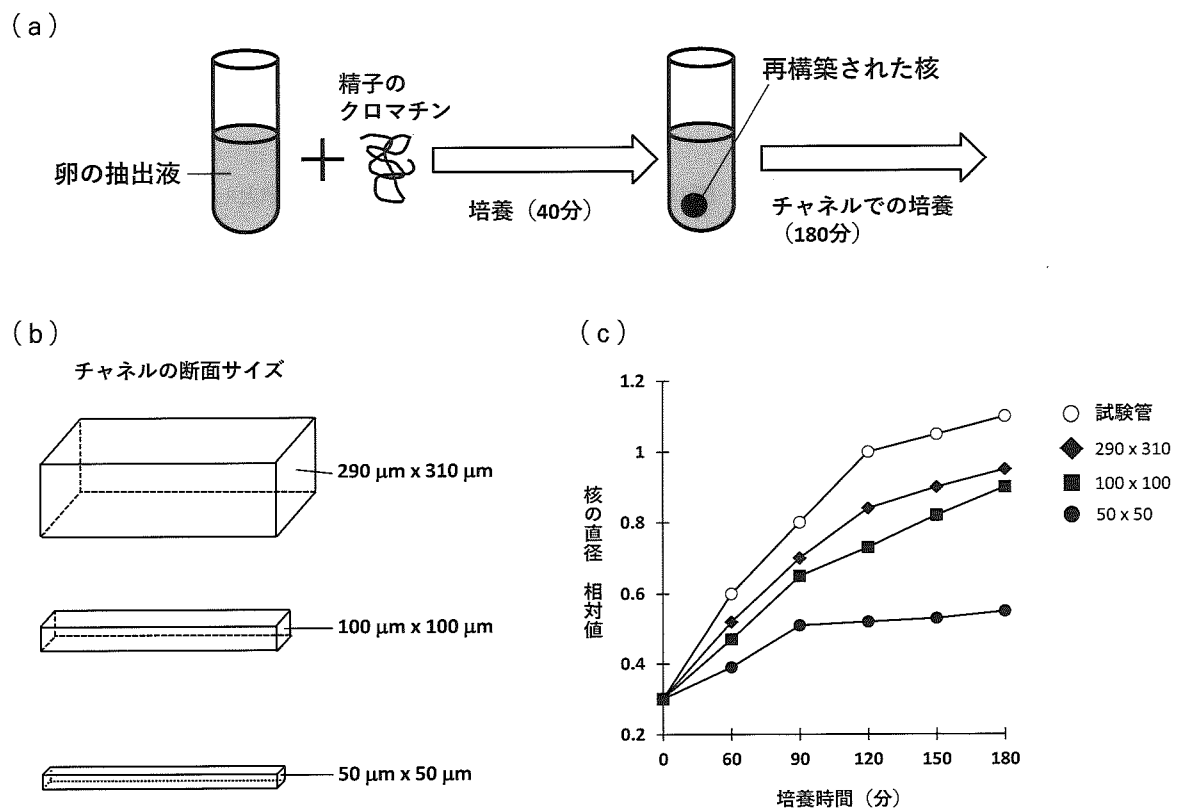 (a)
精子の
クロマチン
再構築された核
卵の抽出液
培養（40分）
チャネルでの培養
（180分）
(b)
チャネルの断面サイズ
290 μm x 310 μm
100 μm x 100 μm
50 μm x 50 μm
(c)
核の直径 相対値
1.2
1
0.8
0.6
0.4
0.2
0 60 90 120 150 180
培養時間（分）
試験管
290 x 310
100 x 100
50 x 50